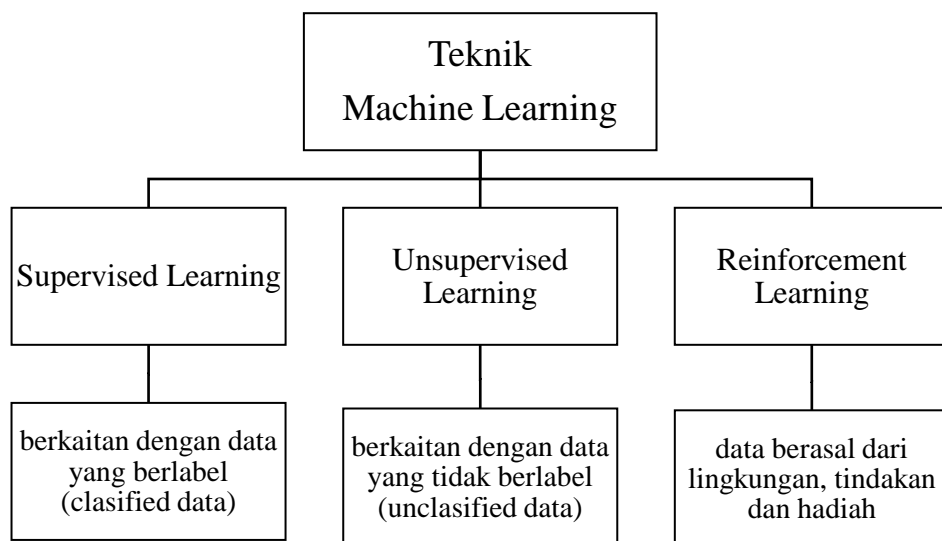 Teknik
Machine Learning
Supervised Learning
Unsupervised
Learning
Reinforcement
Learning
berkaitan dengan data
yang berlabel
(clasified data)
berkaitan dengan data
yang tidak berlabel
(unclasified data)
data berasal dari
lingkungan, tindakan
dan hadiah